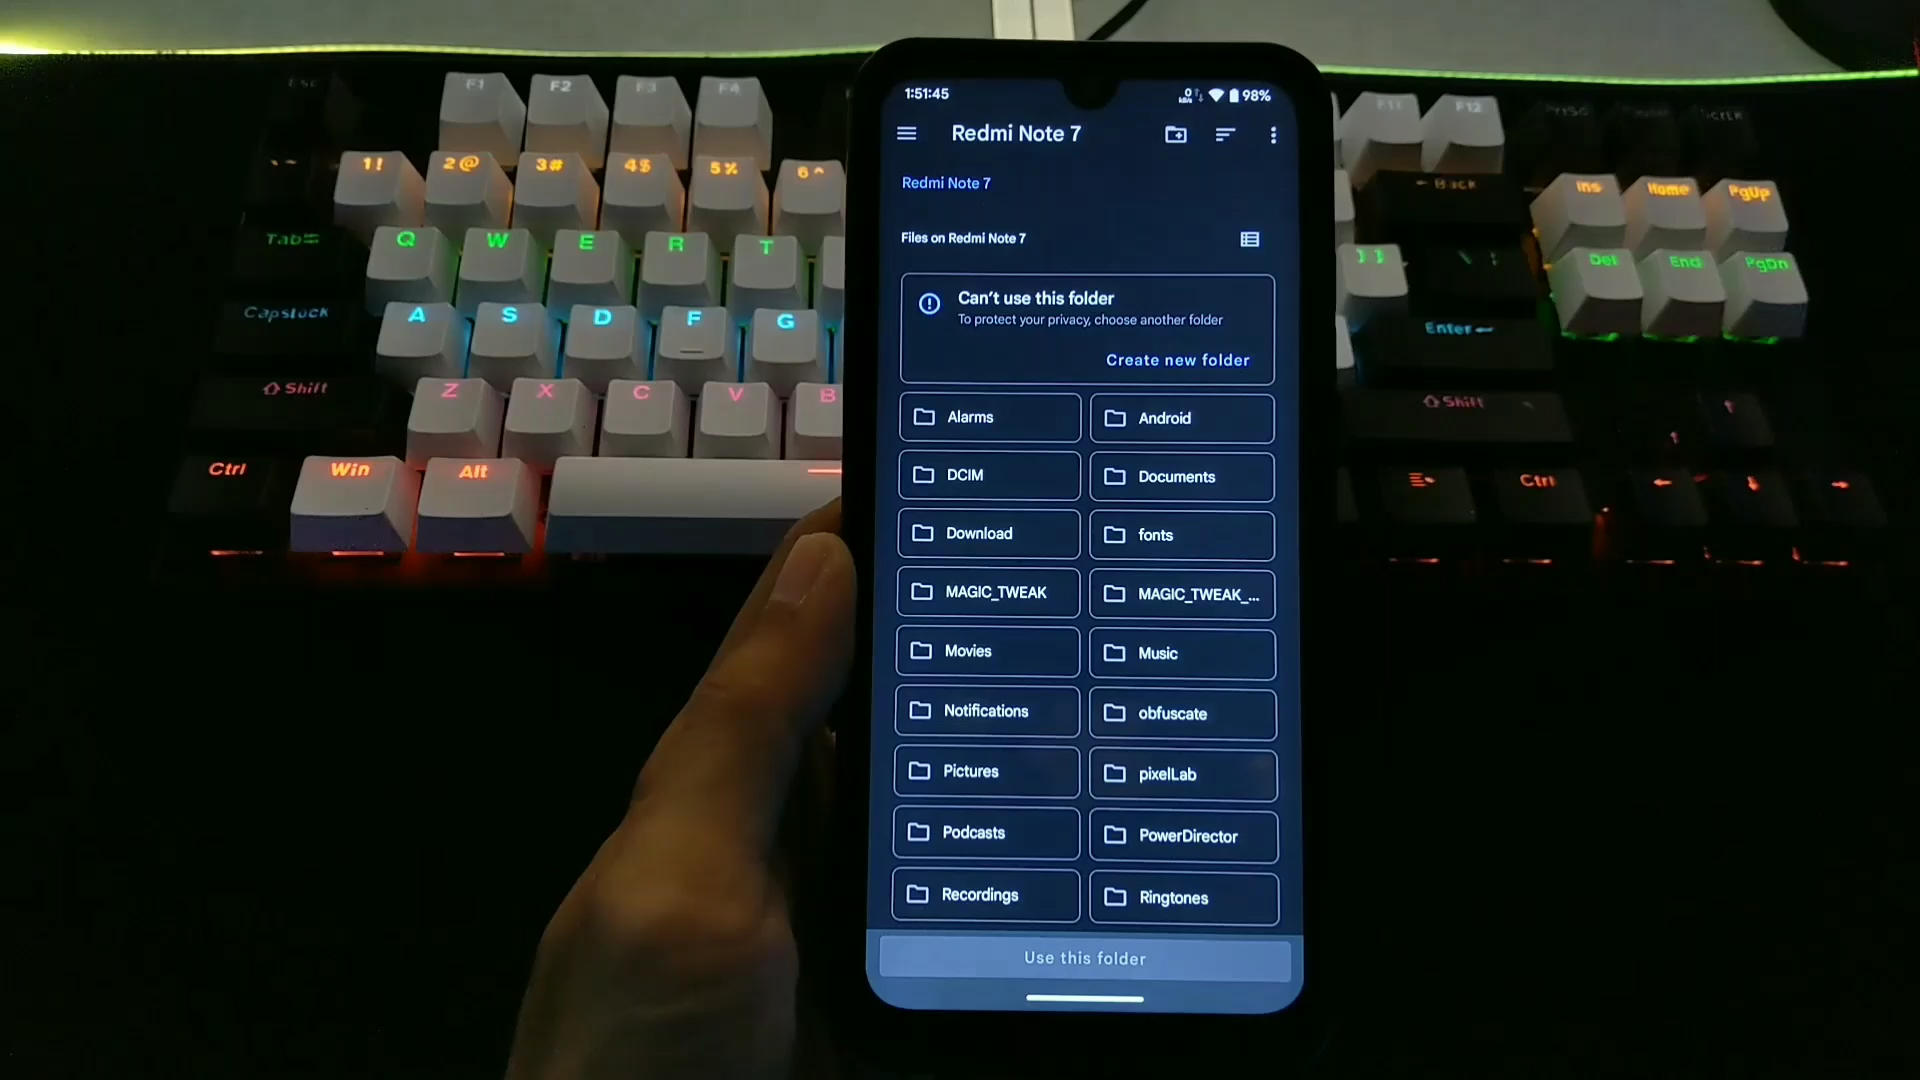 1:51:45 98%
Redmi Note 7
Redmi Note 7
Files on Redmi Note 7
Can't use this folder
To protect your privacy, choose another folder
Create new folder
Alarms Android
DCIM Documents
Download fonts
MAGIC_TWEAK MAGIC_TWEAK_...
Movies Music
Notifications obfuscate
Pictures pixelLab
Podcasts PowerDirector
Recordings Ringtones
Use this folder
F1 F2 F3 F4 F11 F12
1! 2@ 3# 4$ 5% 6^ Back Ins Home PgUp
Tab Q W E R T Del End PgDn
Capslock A S D F G Enter
Shift Z X C V B Shift
Ctrl Win Alt Ctrl